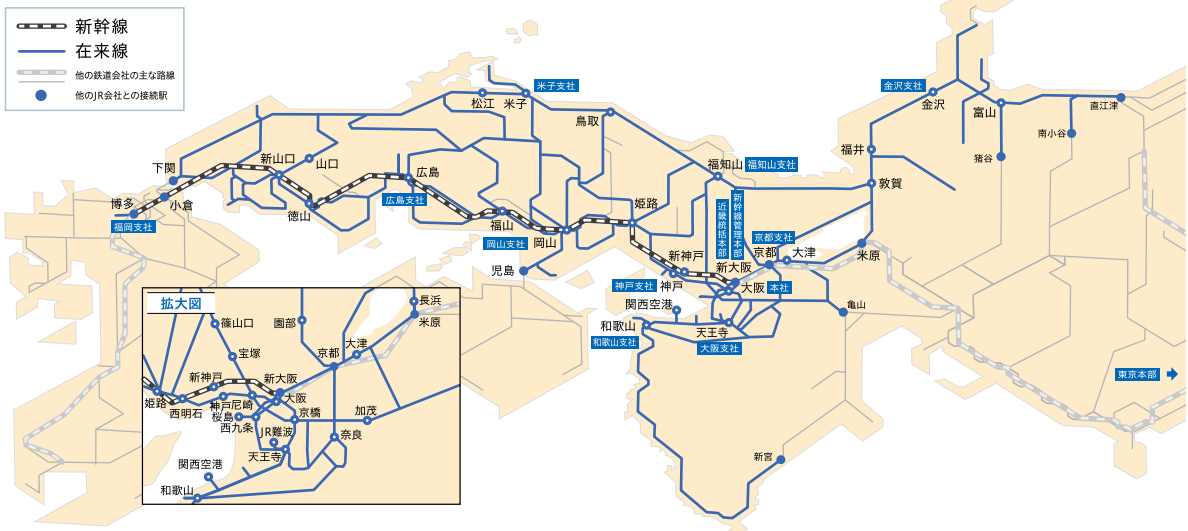 新幹線
在来線
他の鉄道会社の主な路線
他のJR会社との接続駅
松江
米子
米子支社
鳥取
金沢支社
金沢
富山
直江津
南小谷
猪谷
福井
敦賀
下関
新山口
山口
広島
広島支社
福知山
福知山支社
博多
小倉
福岡支社
徳山
福山
岡山
岡山支社
児島
姫路
近畿統括本部
新幹線管理本部
京都支社
京都
大津
米原
新神戸
新大阪
神戸支社
神戸
大阪
本社
関西空港
亀山
和歌山
和歌山支社
天王寺
大阪支社
新宮
東京本部
拡大図
長浜
米原
篠山口
園部
宝塚
京都
大津
新神戸
新大阪
姫路
西明石
神戸
尼崎
大阪
桜島
西九条
京橋
加茂
JR難波
奈良
天王寺
関西空港
和歌山